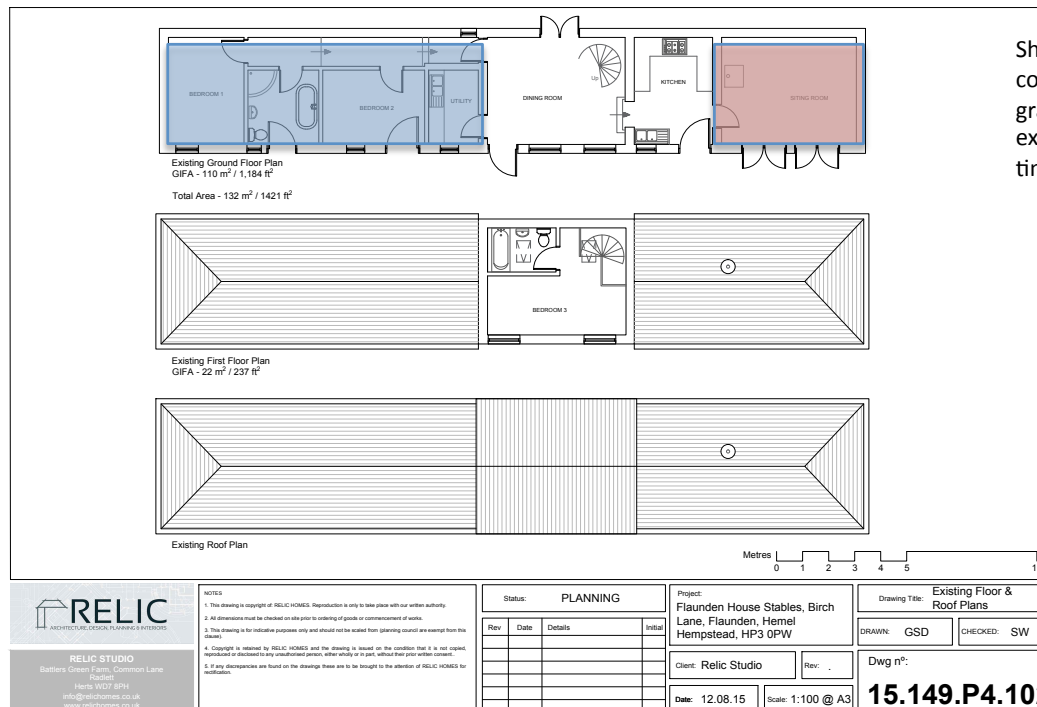 Sh
co
gra
ex
tin
BEDROOM 1
BEDROOM 2
UTILITY
DINING ROOM
Up
KITCHEN
SITING ROOM
Existing Ground Floor Plan
GIFA - 110 m² / 1,184 ft²
Total Area - 132 m² / 1421 ft²
BEDROOM 3
Existing First Floor Plan
GIFA - 22 m² / 237 ft²
Existing Roof Plan
Metres
0 1 2 3 4 5 1
RELIC
ARCHITECTURE, DESIGN, PLANNING & INTERIORS
RELIC STUDIO
Battlers Green Farm, Common Lane
Radlett
Herts WD7 8PH
info@relichomes.co.uk
www.relichomes.co.uk
NOTES
1. This drawing is copyright of: RELIC HOMES. Reproduction is only to take place with our written authority.
2. All dimensions must be checked on site prior to ordering of goods or commencement of works.
3. This drawing is for indicative purposes only and should not be scaled from (planning council are exempt from this
clause).
4. Copyright is retained by RELIC HOMES and the drawing is issued on the condition that it is not copied,
reproduced or disclosed to any unauthorised person, either wholly or in part, without their prior written consent..
5. If any discrepancies are found on the drawings these are to be brought to the attention of RELIC HOMES for
rectification.
Status: PLANNING
Rev Date Details Initial
Project:
Flaunden House Stables, Birch
Lane, Flaunden, Hemel
Hempstead, HP3 0PW
Client: Relic Studio
Rev: .
Date: 12.08.15
Scale: 1:100 @ A3
Drawing Title: Existing Floor &
Roof Plans
DRAWN: GSD
CHECKED: SW
Dwg nº:
15.149.P4.10